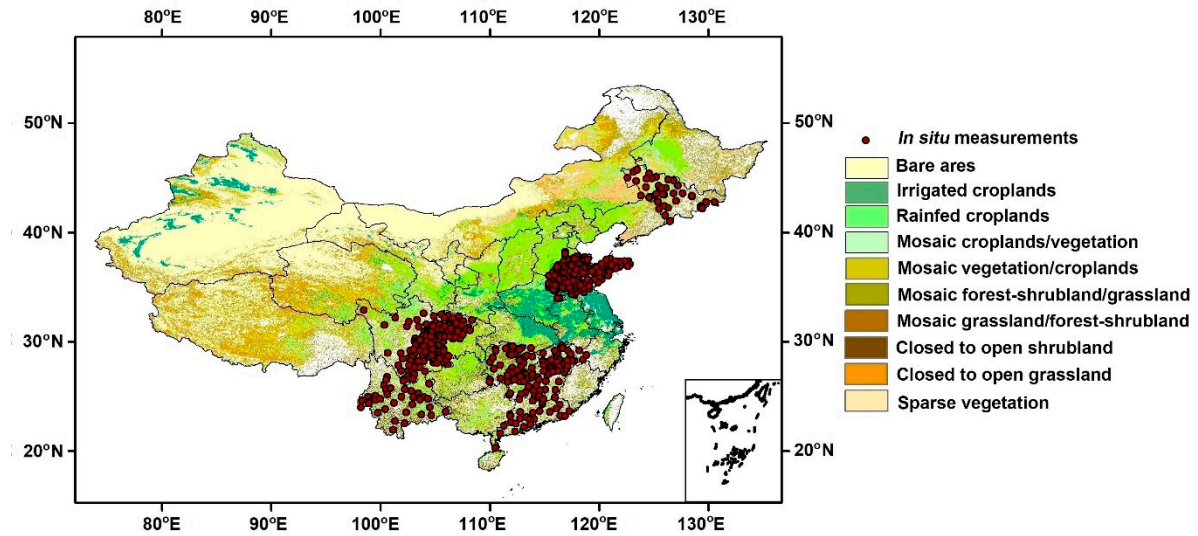 80°E 90°E 100°E 110°E 120°E 130°E
50°N 50°N
40°N 40°N
30°N 30°N
20°N 20°N
80°E 90°E 100°E 110°E 120°E 130°E
In situ measurements
Bare ares
Irrigated croplands
Rainfed croplands
Mosaic croplands/vegetation
Mosaic vegetation/croplands
Mosaic forest-shrubland/grassland
Mosaic grassland/forest-shrubland
Closed to open shrubland
Closed to open grassland
Sparse vegetation